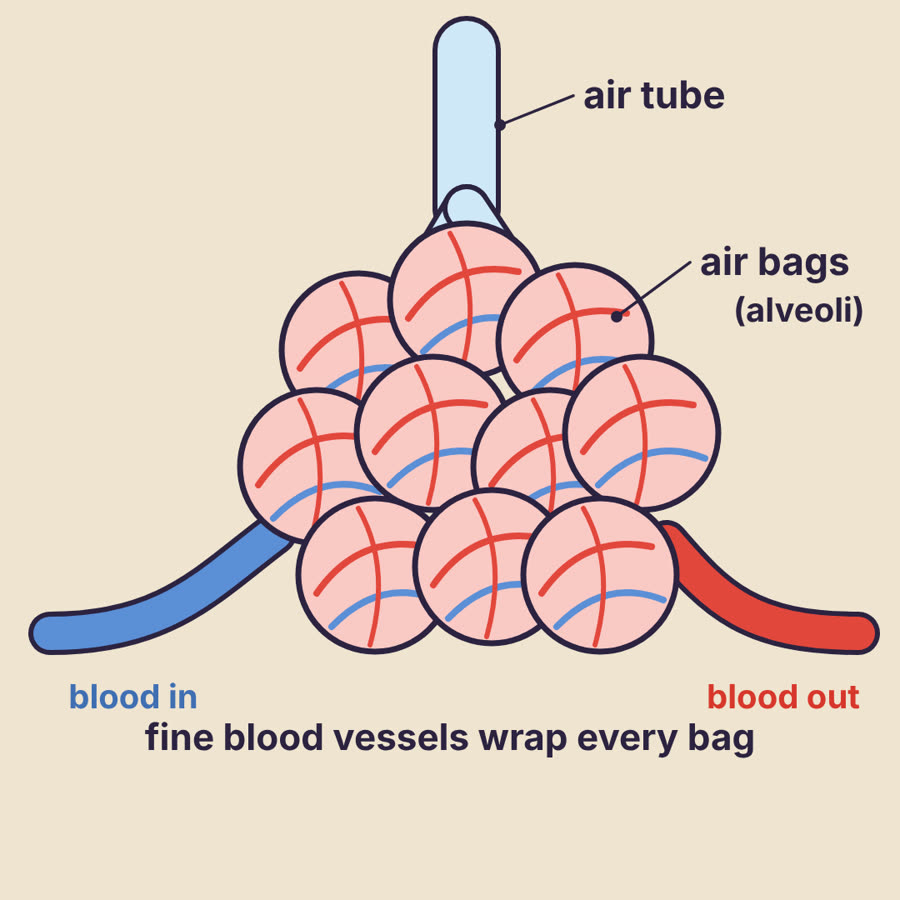 air tube
air bags
(alveoli)
blood in
blood out
fine blood vessels wrap every bag